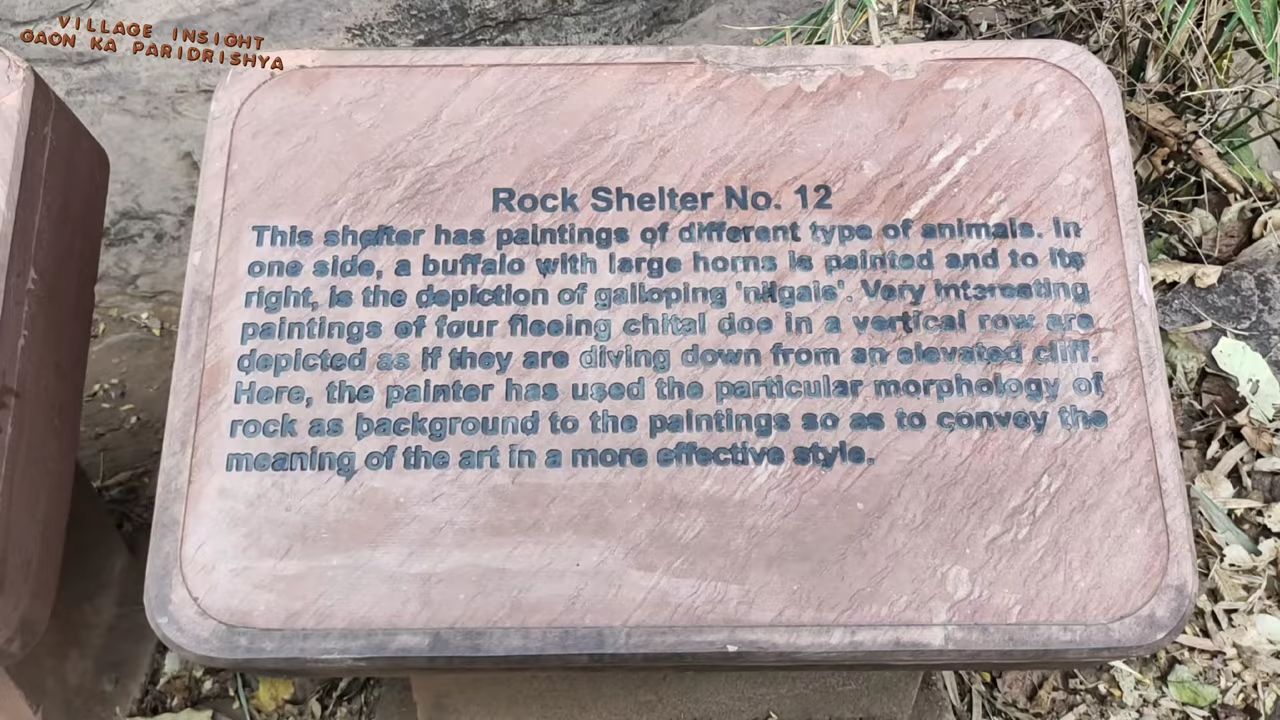 VILLAGE INSIGHT
GAON KA PARIDRISHYA
Rock Shelter No. 12
This shelter has paintings of different type of animals. In
one side, a buffalo with large horns is painted and to its
right, is the depiction of galloping 'nilgais'. Very interesting
paintings of four fleeing chital doe in a vertical row are
depicted as if they are diving down from an elevated cliff.
Here, the painter has used the particular morphology of
rock as background to the paintings so as to convey the
meaning of the art in a more effective style.